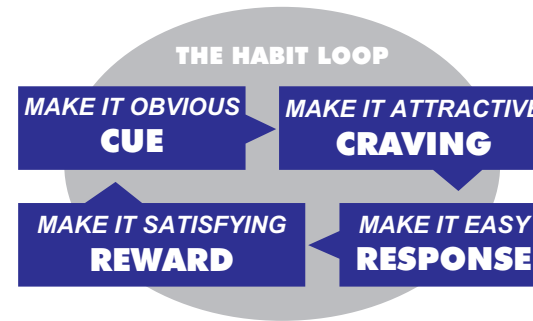 THE HABIT LOOP
MAKE IT OBVIOUS
CUE
MAKE IT ATTRACTIVE
CRAVING
MAKE IT SATISFYING
REWARD
MAKE IT EASY
RESPONSE